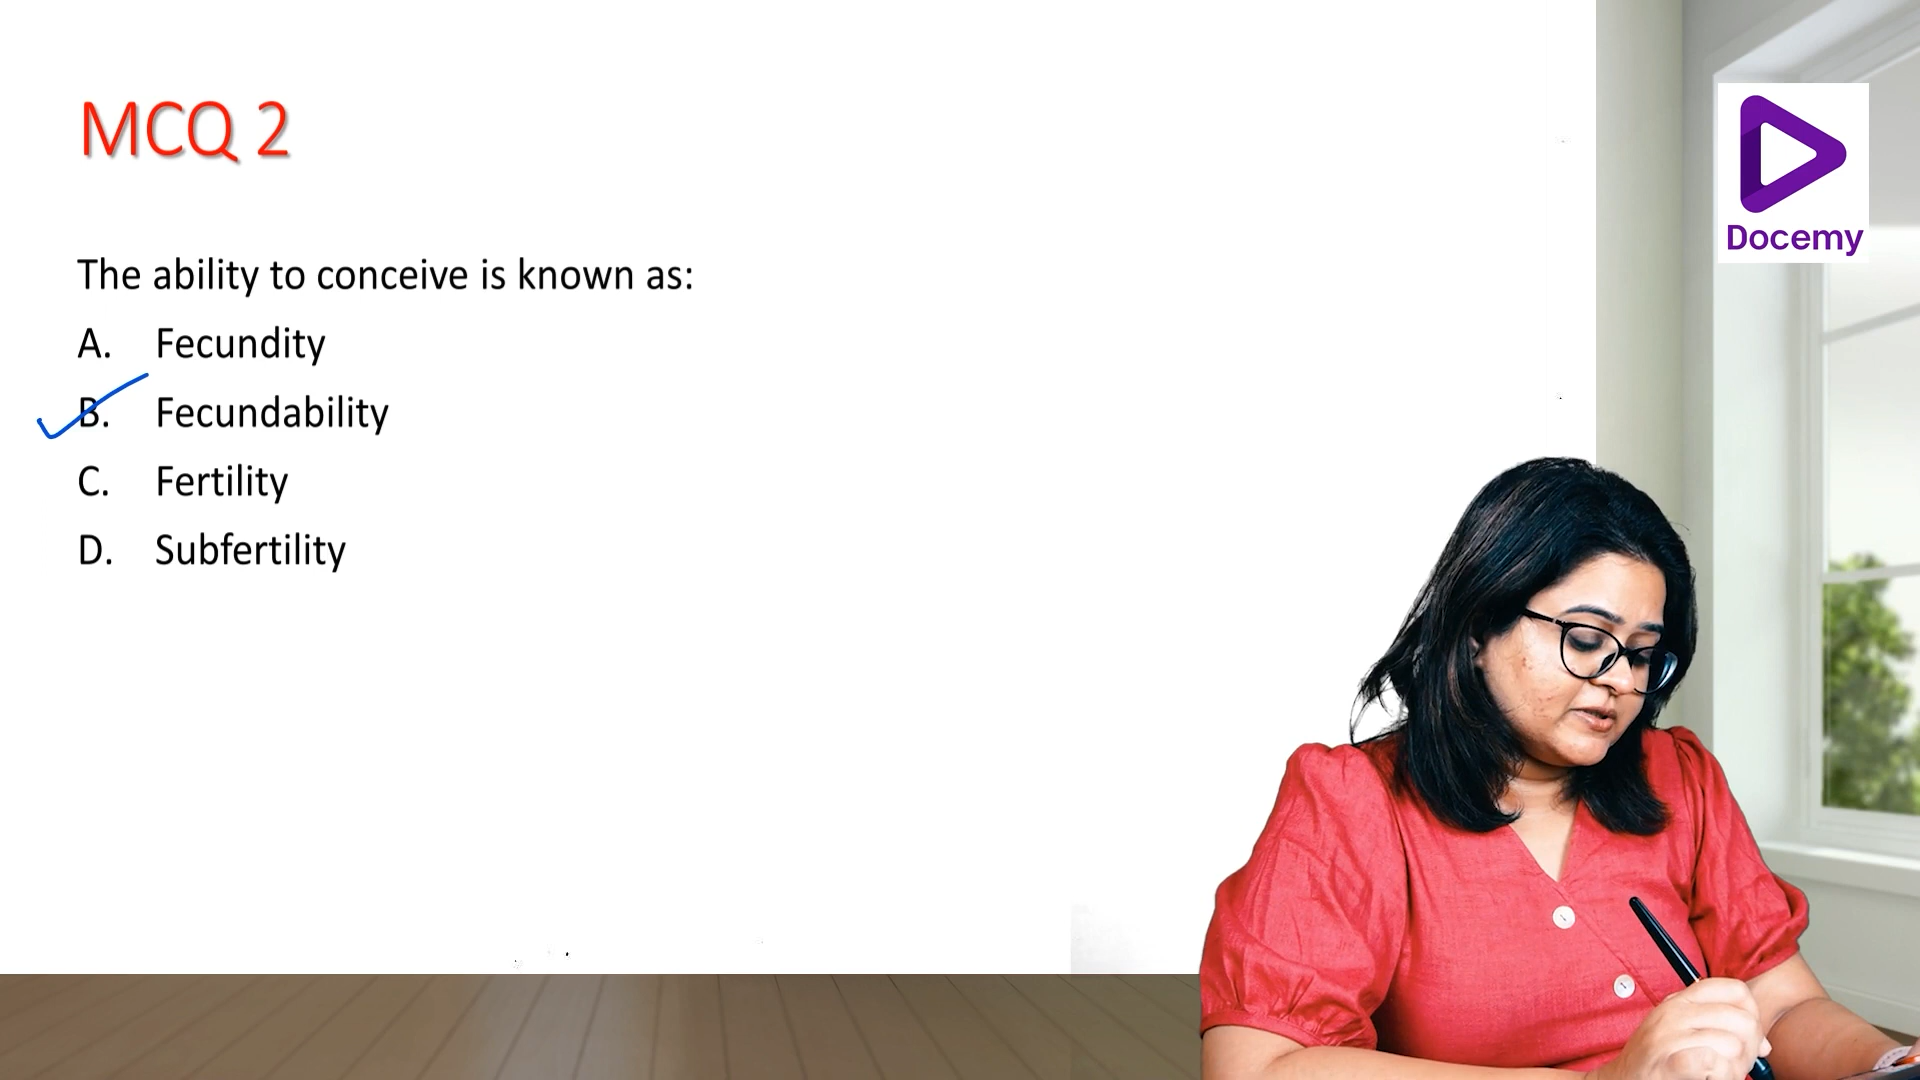 MCQ 2
Docemy
The ability to conceive is known as:
A. Fecundity
B. Fecundability
C. Fertility
D. Subfertility